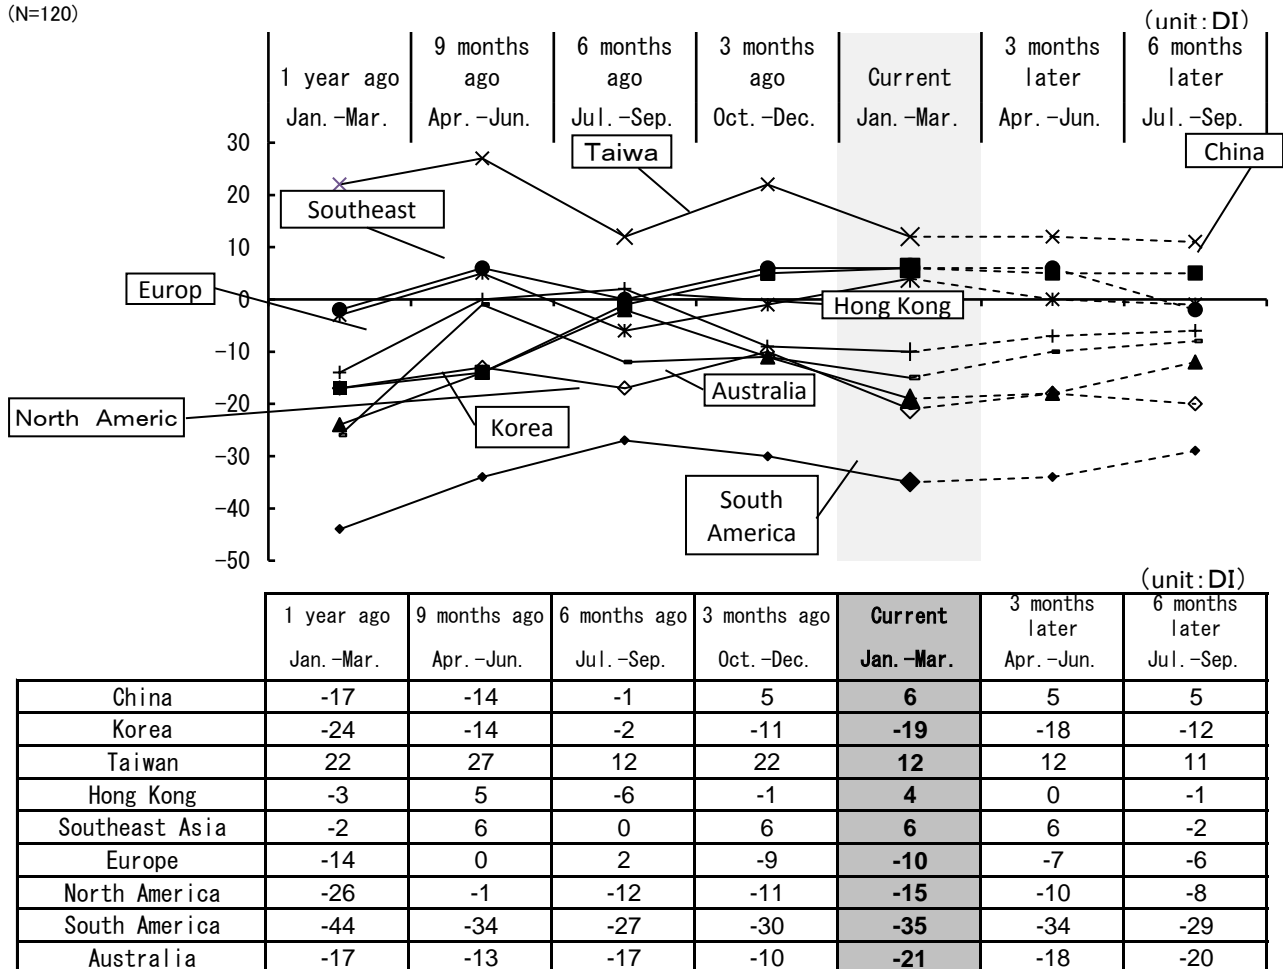 (N=120)
(unit:DI)
1 year ago 9 months ago 6 months ago 3 months ago Current 3 months later 6 months later
Jan.-Mar. Apr.-Jun. Jul.-Sep. Oct.-Dec. Jan.-Mar. Apr.-Jun. Jul.-Sep.
30
20
10
0
-10
-20
-30
-40
-50
Taiwa
China
Southeast
Europ
Hong Kong
Australia
North Americ
Korea
South
America
(unit:DI)
1 year ago 9 months ago 6 months ago 3 months ago Current 3 months later 6 months later
Jan.-Mar. Apr.-Jun. Jul.-Sep. Oct.-Dec. Jan.-Mar. Apr.-Jun. Jul.-Sep.
China -17 -14 -1 5 6 5 5
Korea -24 -14 -2 -11 -19 -18 -12
Taiwan 22 27 12 22 12 12 11
Hong Kong -3 5 -6 -1 4 0 -1
Southeast Asia -2 6 0 6 6 6 -2
Europe -14 0 2 -9 -10 -7 -6
North America -26 -1 -12 -11 -15 -10 -8
South America -44 -34 -27 -30 -35 -34 -29
Australia -17 -13 -17 -10 -21 -18 -20